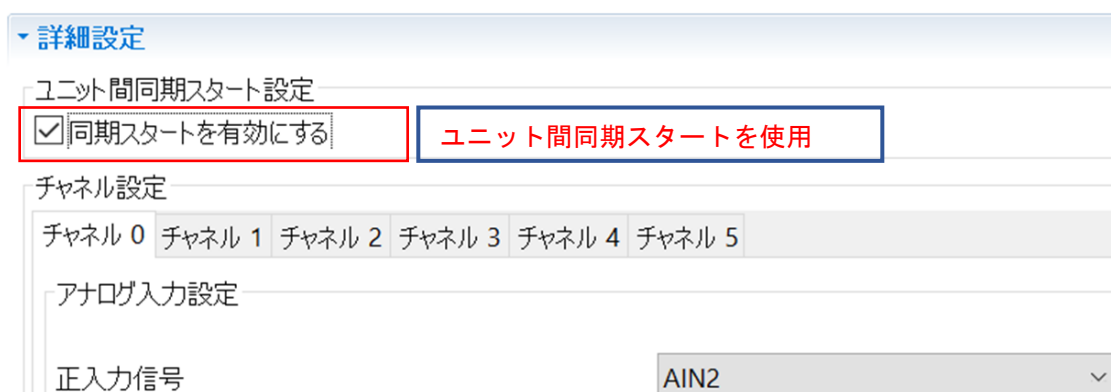 詳細設定
ユニット間同期スタート設定
同期スタートを有効にする
ユニット間同期スタートを使用
チャネル設定
チャネル 0 チャネル 1 チャネル 2 チャネル 3 チャネル 4 チャネル 5
アナログ入力設定
正入力信号 AIN2